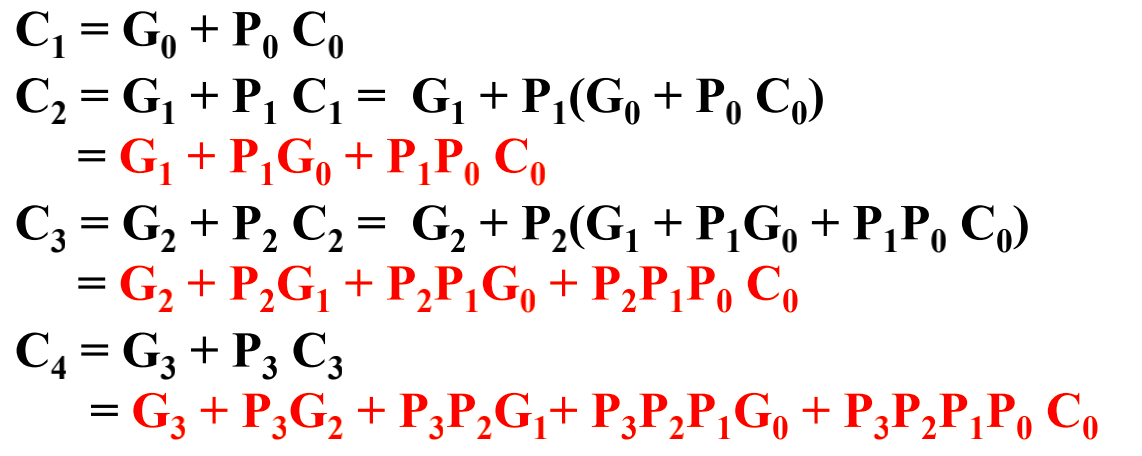 C₁ = G₀ + P₀ C₀
C₂ = G₁ + P₁ C₁ = G₁ + P₁(G₀ + P₀ C₀)
= G₁ + P₁G₀ + P₁P₀ C₀
C₃ = G₂ + P₂ C₂ = G₂ + P₂(G₁ + P₁G₀ + P₁P₀ C₀)
= G₂ + P₂G₁ + P₂P₁G₀ + P₂P₁P₀ C₀
C₄ = G₃ + P₃ C₃
= G₃ + P₃G₂ + P₃P₂G₁+ P₃P₂P₁G₀ + P₃P₂P₁P₀ C₀